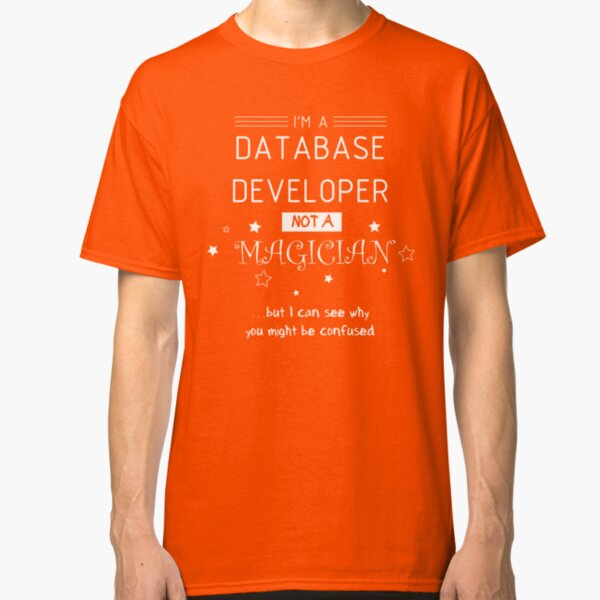 I'M A
DATABASE
DEVELOPER
NOT A
MAGICIAN
...but I can see why
you might be confused